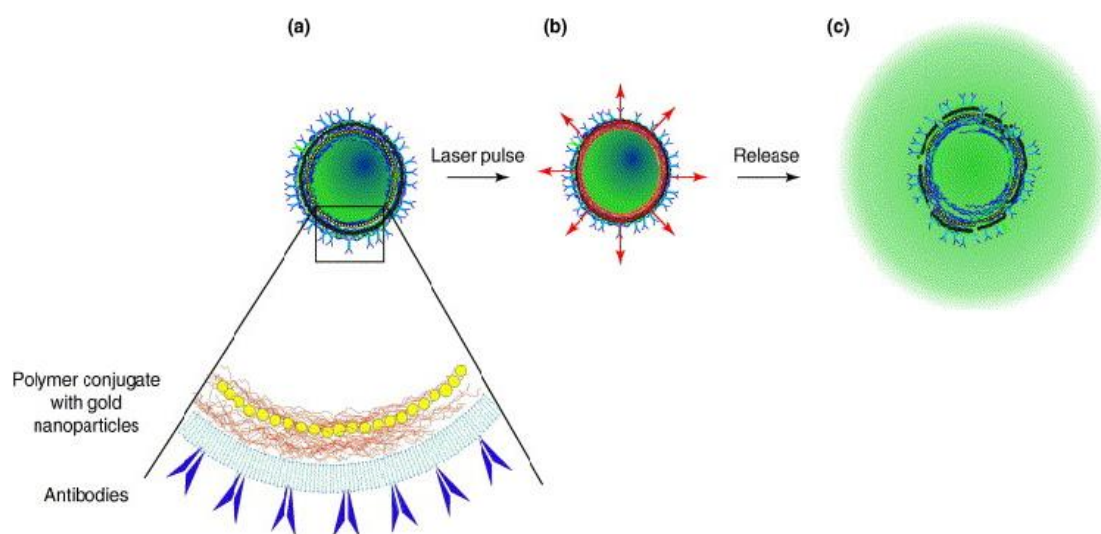 (a)
(b)
(c)
Laser pulse
Release
Polymer conjugate
with gold
nanoparticles
Antibodies